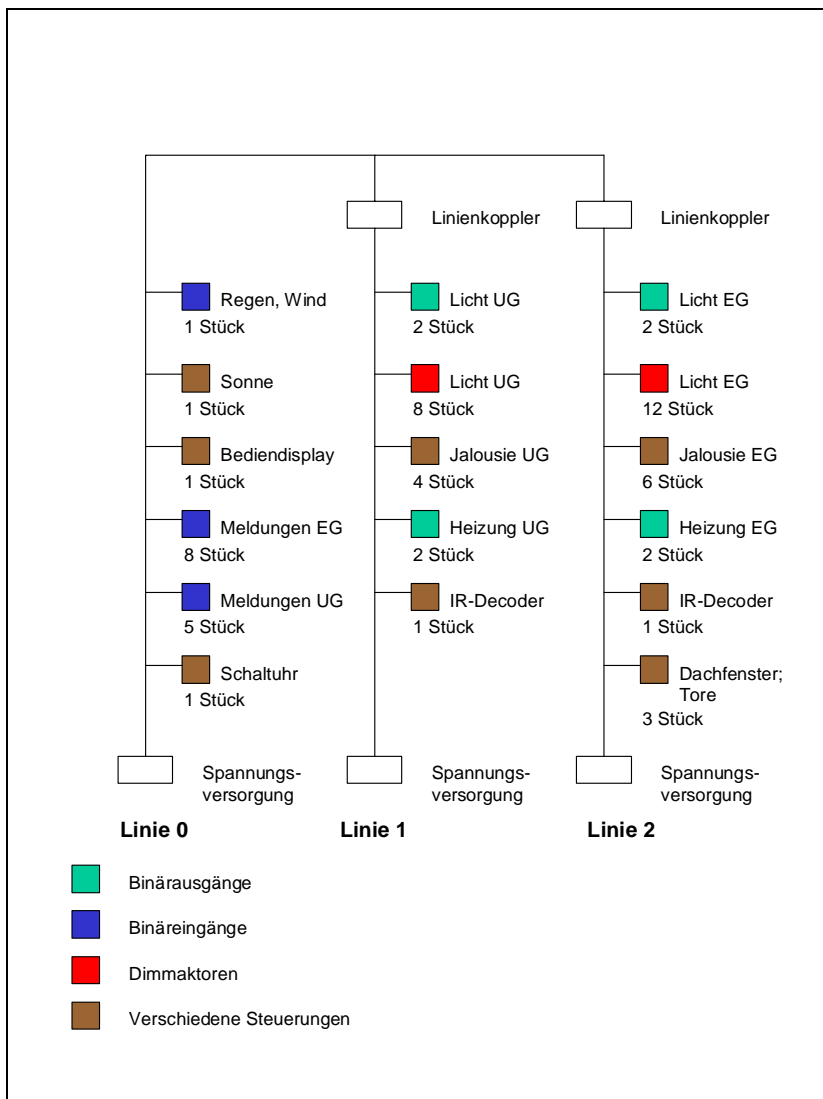 Linienkoppler
Linienkoppler
Regen, Wind
1 Stück
Licht UG
2 Stück
Licht EG
2 Stück
Sonne
1 Stück
Licht UG
8 Stück
Licht EG
12 Stück
Bediendisplay
1 Stück
Jalousie UG
4 Stück
Jalousie EG
6 Stück
Meldungen EG
8 Stück
Heizung UG
2 Stück
Heizung EG
2 Stück
Meldungen UG
5 Stück
IR-Decoder
1 Stück
IR-Decoder
1 Stück
Schaltuhr
1 Stück
Dachfenster;
Tore
3 Stück
Spannungs-
versorgung
Spannungs-
versorgung
Spannungs-
versorgung
Linie 0
Linie 1
Linie 2
Binärausgänge
Binäreingänge
Dimmaktoren
Verschiedene Steuerungen